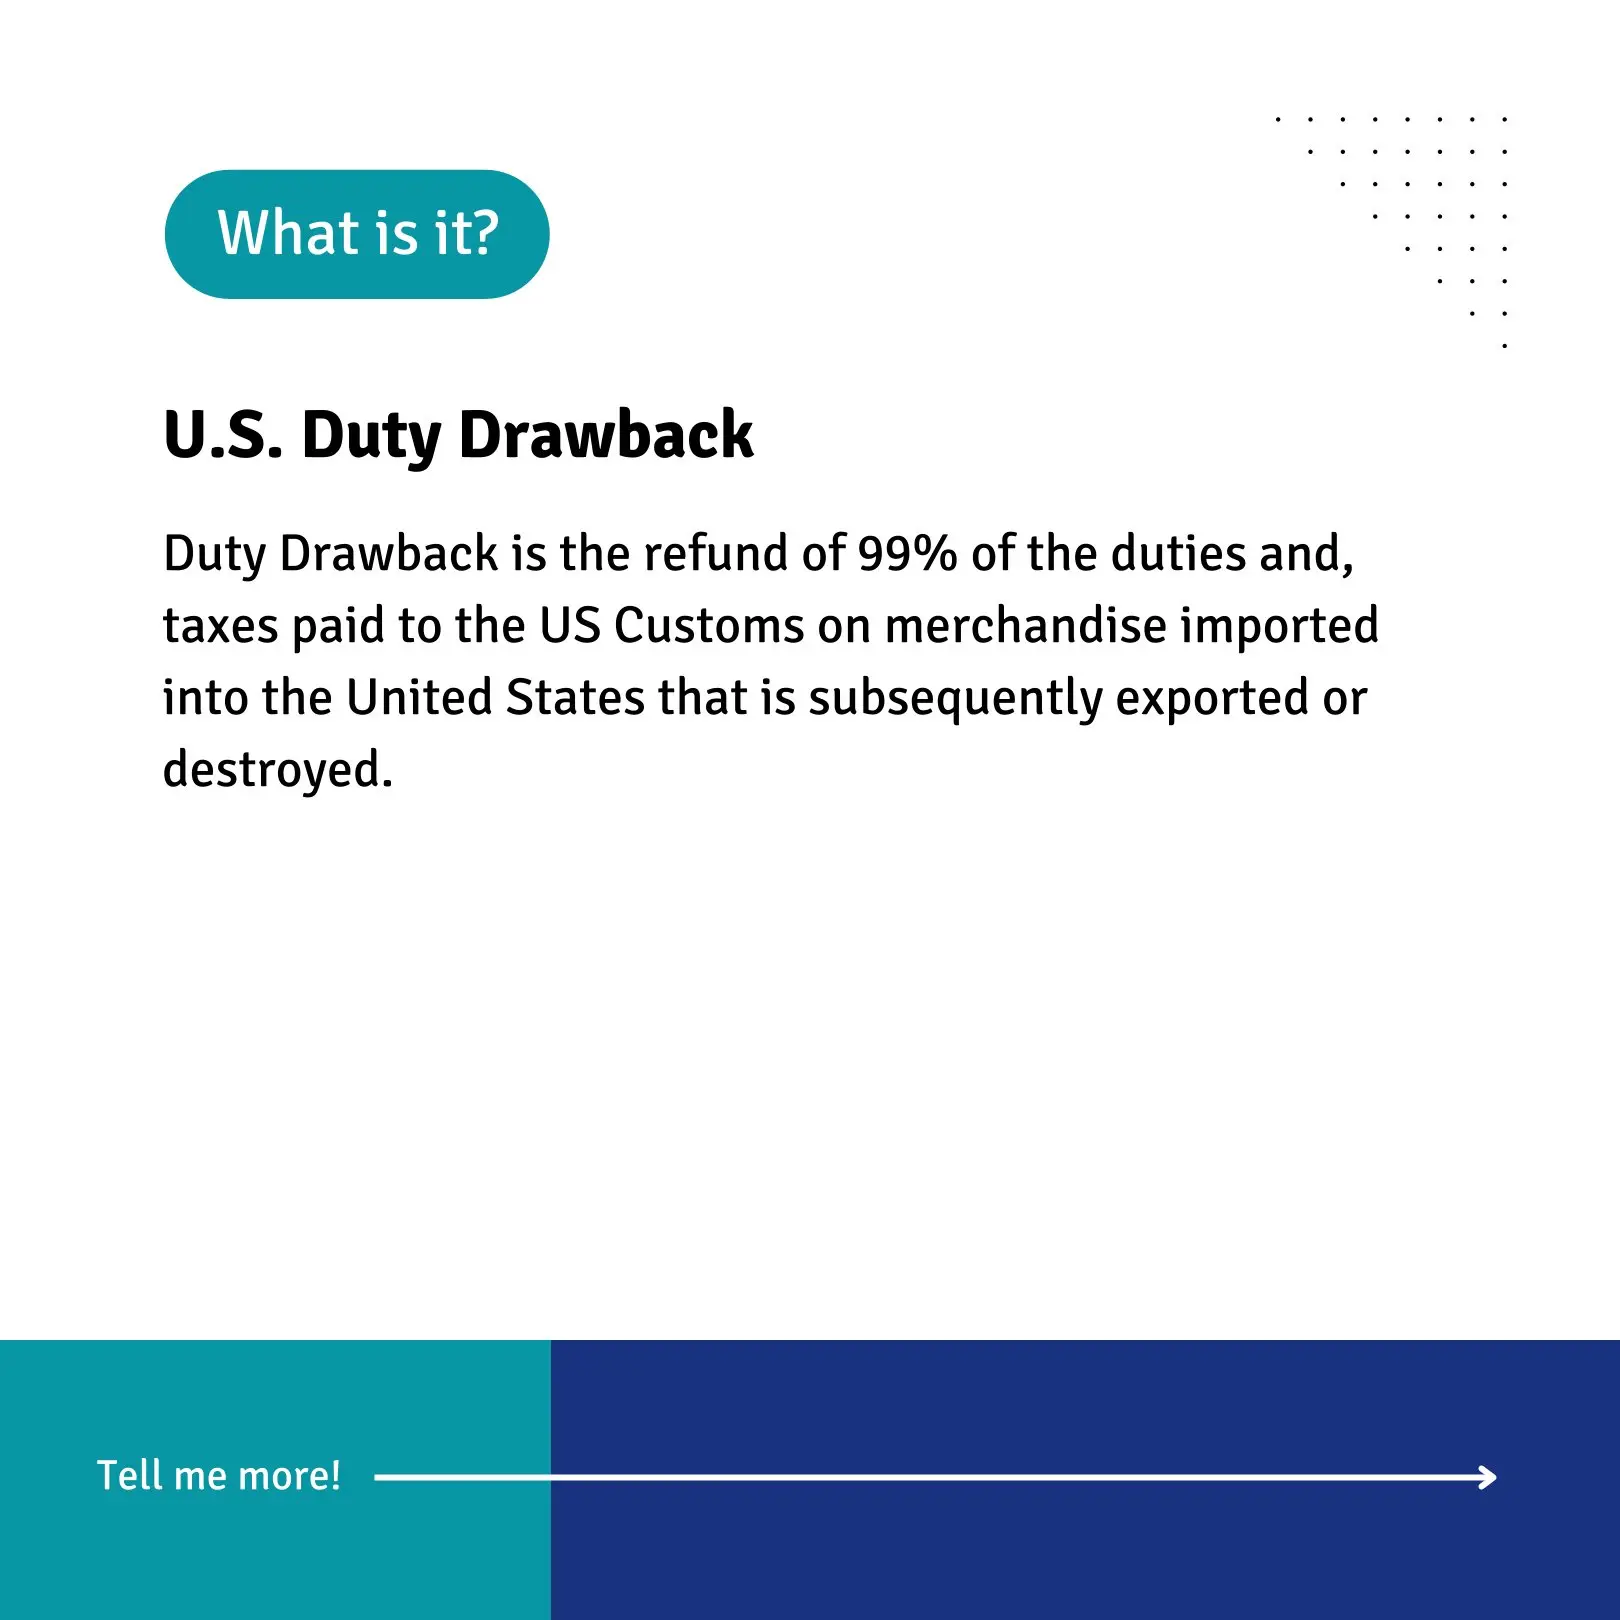 What is it?
U.S. Duty Drawback
Duty Drawback is the refund of 99% of the duties and,
taxes paid to the US Customs on merchandise imported
into the United States that is subsequently exported or
destroyed.
Tell me more!